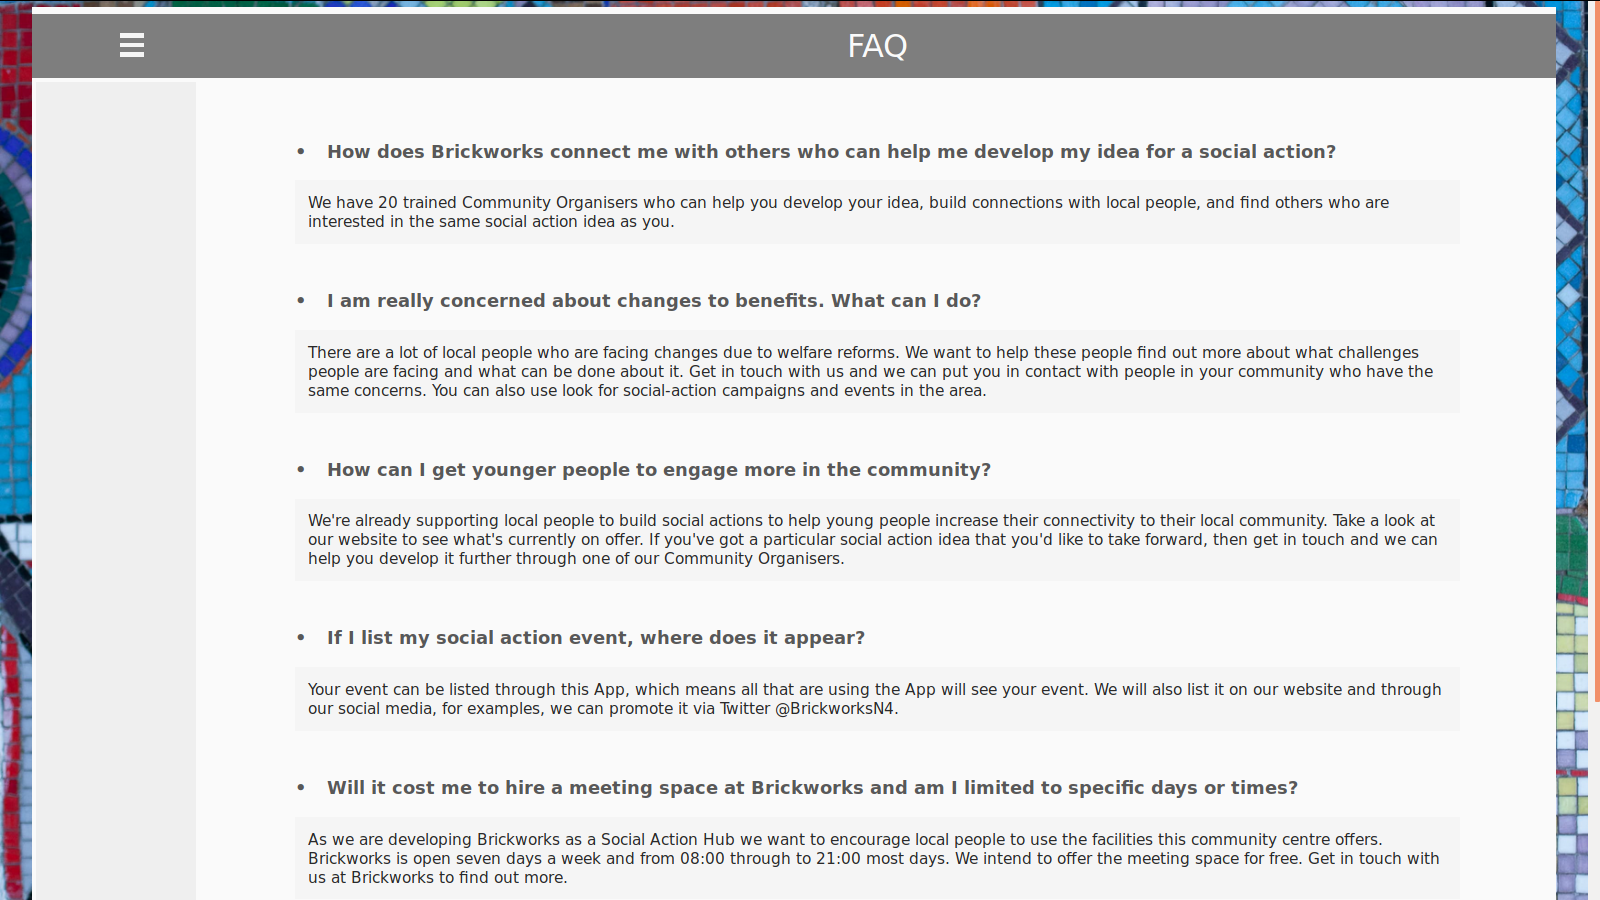 FAQ
• How does Brickworks connect me with others who can help me develop my idea for a social action?
We have 20 trained Community Organisers who can help you develop your idea, build connections with local people, and find others who are
interested in the same social action idea as you.
• I am really concerned about changes to benefits. What can I do?
There are a lot of local people who are facing changes due to welfare reforms. We want to help these people find out more about what challenges
people are facing and what can be done about it. Get in touch with us and we can put you in contact with people in your community who have the
same concerns. You can also use look for social-action campaigns and events in the area.
• How can I get younger people to engage more in the community?
We're already supporting local people to build social actions to help young people increase their connectivity to their local community. Take a look at
our website to see what's currently on offer. If you've got a particular social action idea that you'd like to take forward, then get in touch and we can
help you develop it further through one of our Community Organisers.
• If I list my social action event, where does it appear?
Your event can be listed through this App, which means all that are using the App will see your event. We will also list it on our website and through
our social media, for examples, we can promote it via Twitter @BrickworksN4.
• Will it cost me to hire a meeting space at Brickworks and am I limited to specific days or times?
As we are developing Brickworks as a Social Action Hub we want to encourage local people to use the facilities this community centre offers.
Brickworks is open seven days a week and from 08:00 through to 21:00 most days. We intend to offer the meeting space for free. Get in touch with
us at Brickworks to find out more.